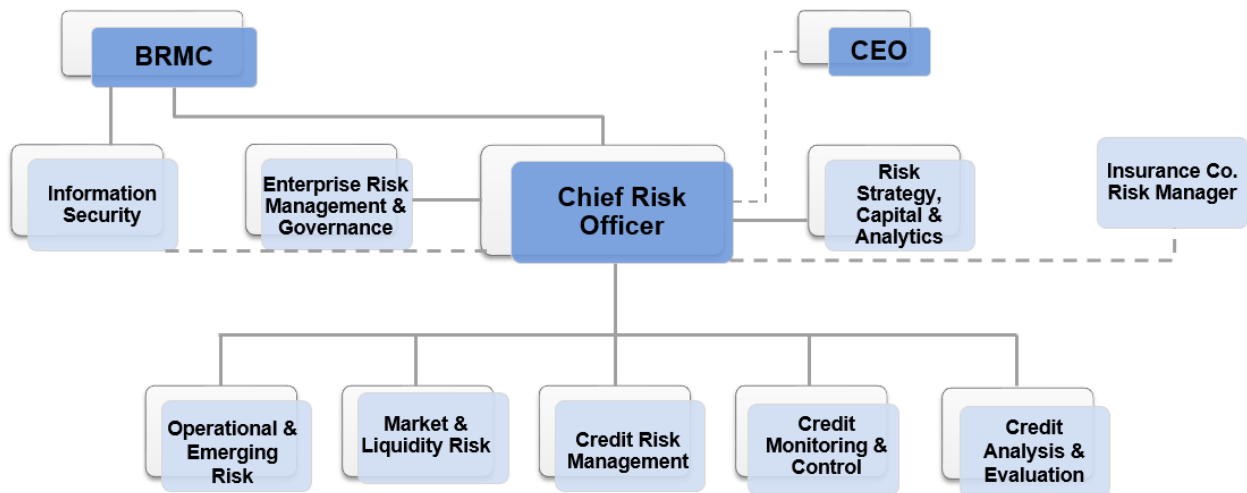 BRMC
CEO
Information
Security
Enterprise Risk
Management &
Governance
Chief Risk
Officer
Risk
Strategy,
Capital &
Analytics
Insurance Co.
Risk Manager
Operational &
Emerging
Risk
Market &
Liquidity Risk
Credit Risk
Management
Credit
Monitoring &
Control
Credit
Analysis &
Evaluation